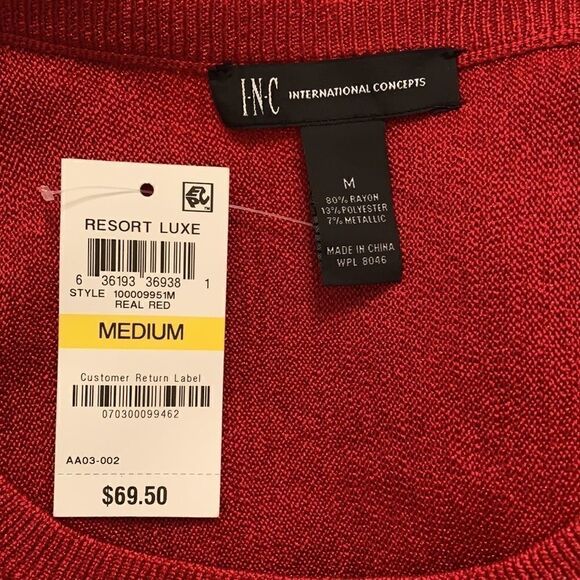 I·N·C INTERNATIONAL CONCEPTS
M
80% RAYON
13% POLYESTER
7% METALLIC
MADE IN CHINA
WPL 8046
RESORT LUXE
6 36193 36938 1
STYLE 100009951M
REAL RED
MEDIUM
Customer Return Label
070300099462
AA03-002
$69.50